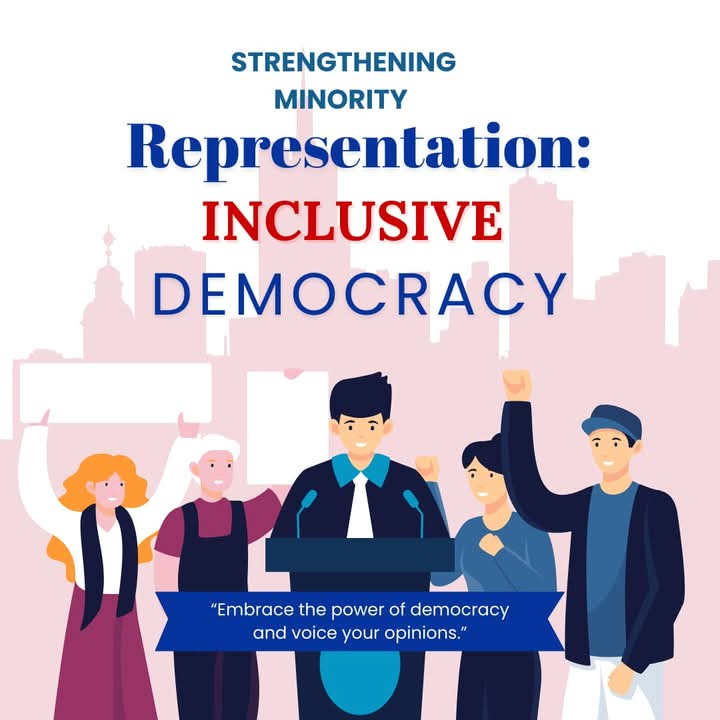 STRENGTHENING
MINORITY
Representation:
INCLUSIVE
DEMOCRACY
“Embrace the power of democracy
and voice your opinions.”